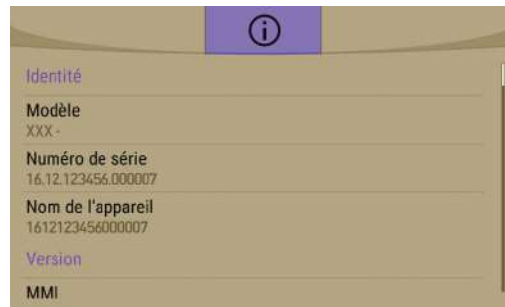 Identité
Modèle
XXX -
Numéro de série
16.12.123456.000007
Nom de l'appareil
1612123456000007
Version
MMI